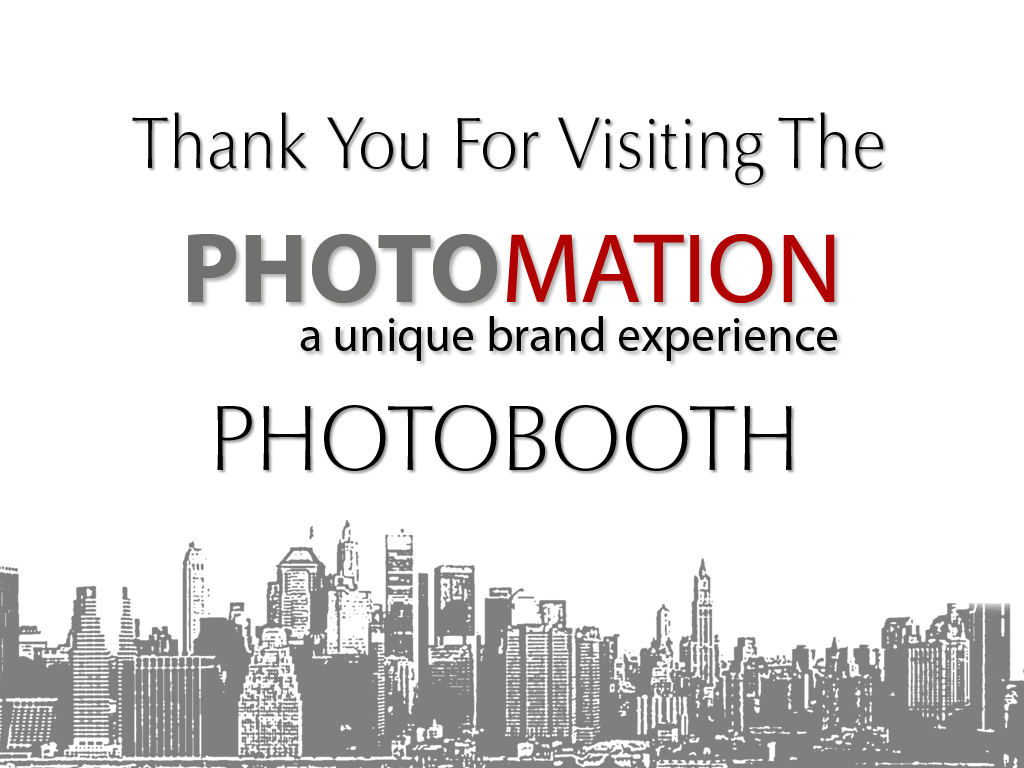 Thank You For Visiting The
PHOTOMATION
a unique brand experience
PHOTOBOOTH